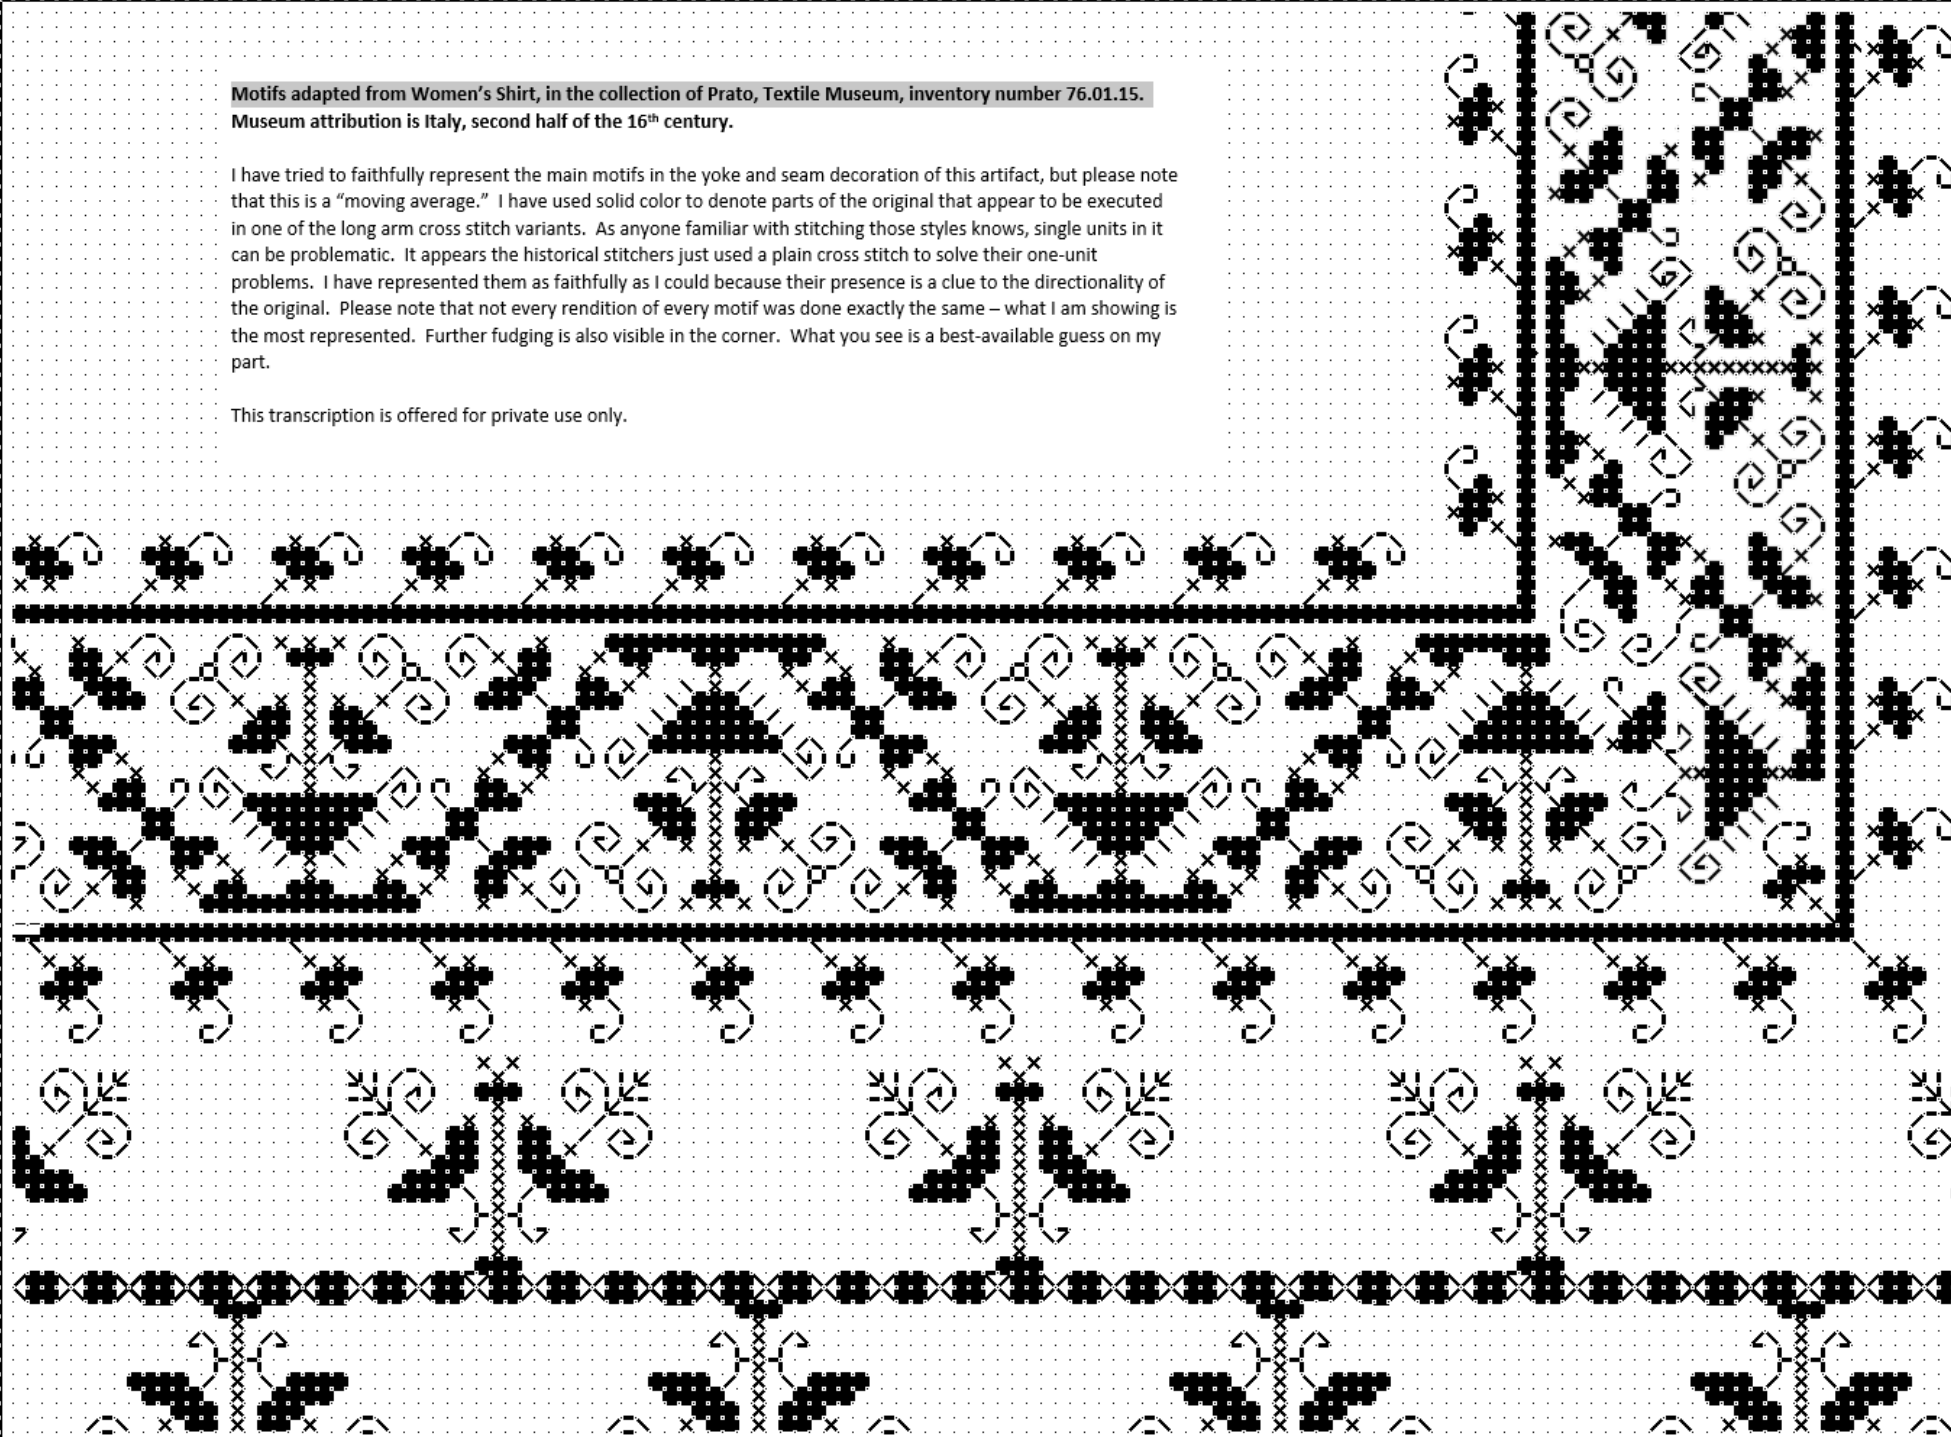 Motifs adapted from Women’s Shirt, in the collection of Prato, Textile Museum, inventory number 76.01.15.
Museum attribution is Italy, second half of the 16th century.
I have tried to faithfully represent the main motifs in the yoke and seam decoration of this artifact, but please note
that this is a “moving average.”  I have used solid color to denote parts of the original that appear to be executed
in one of the long arm cross stitch variants.  As anyone familiar with stitching those styles knows, single units in it
can be problematic.  It appears the historical stitchers just used a plain cross stitch to solve their one-unit
problems.  I have represented them as faithfully as I could because their presence is a clue to the directionality of
the original.  Please note that not every rendition of every motif was done exactly the same – what I am showing is
the most represented.  Further fudging is also visible in the corner.  What you see is a best-available guess on my
part.
This transcription is offered for private use only.